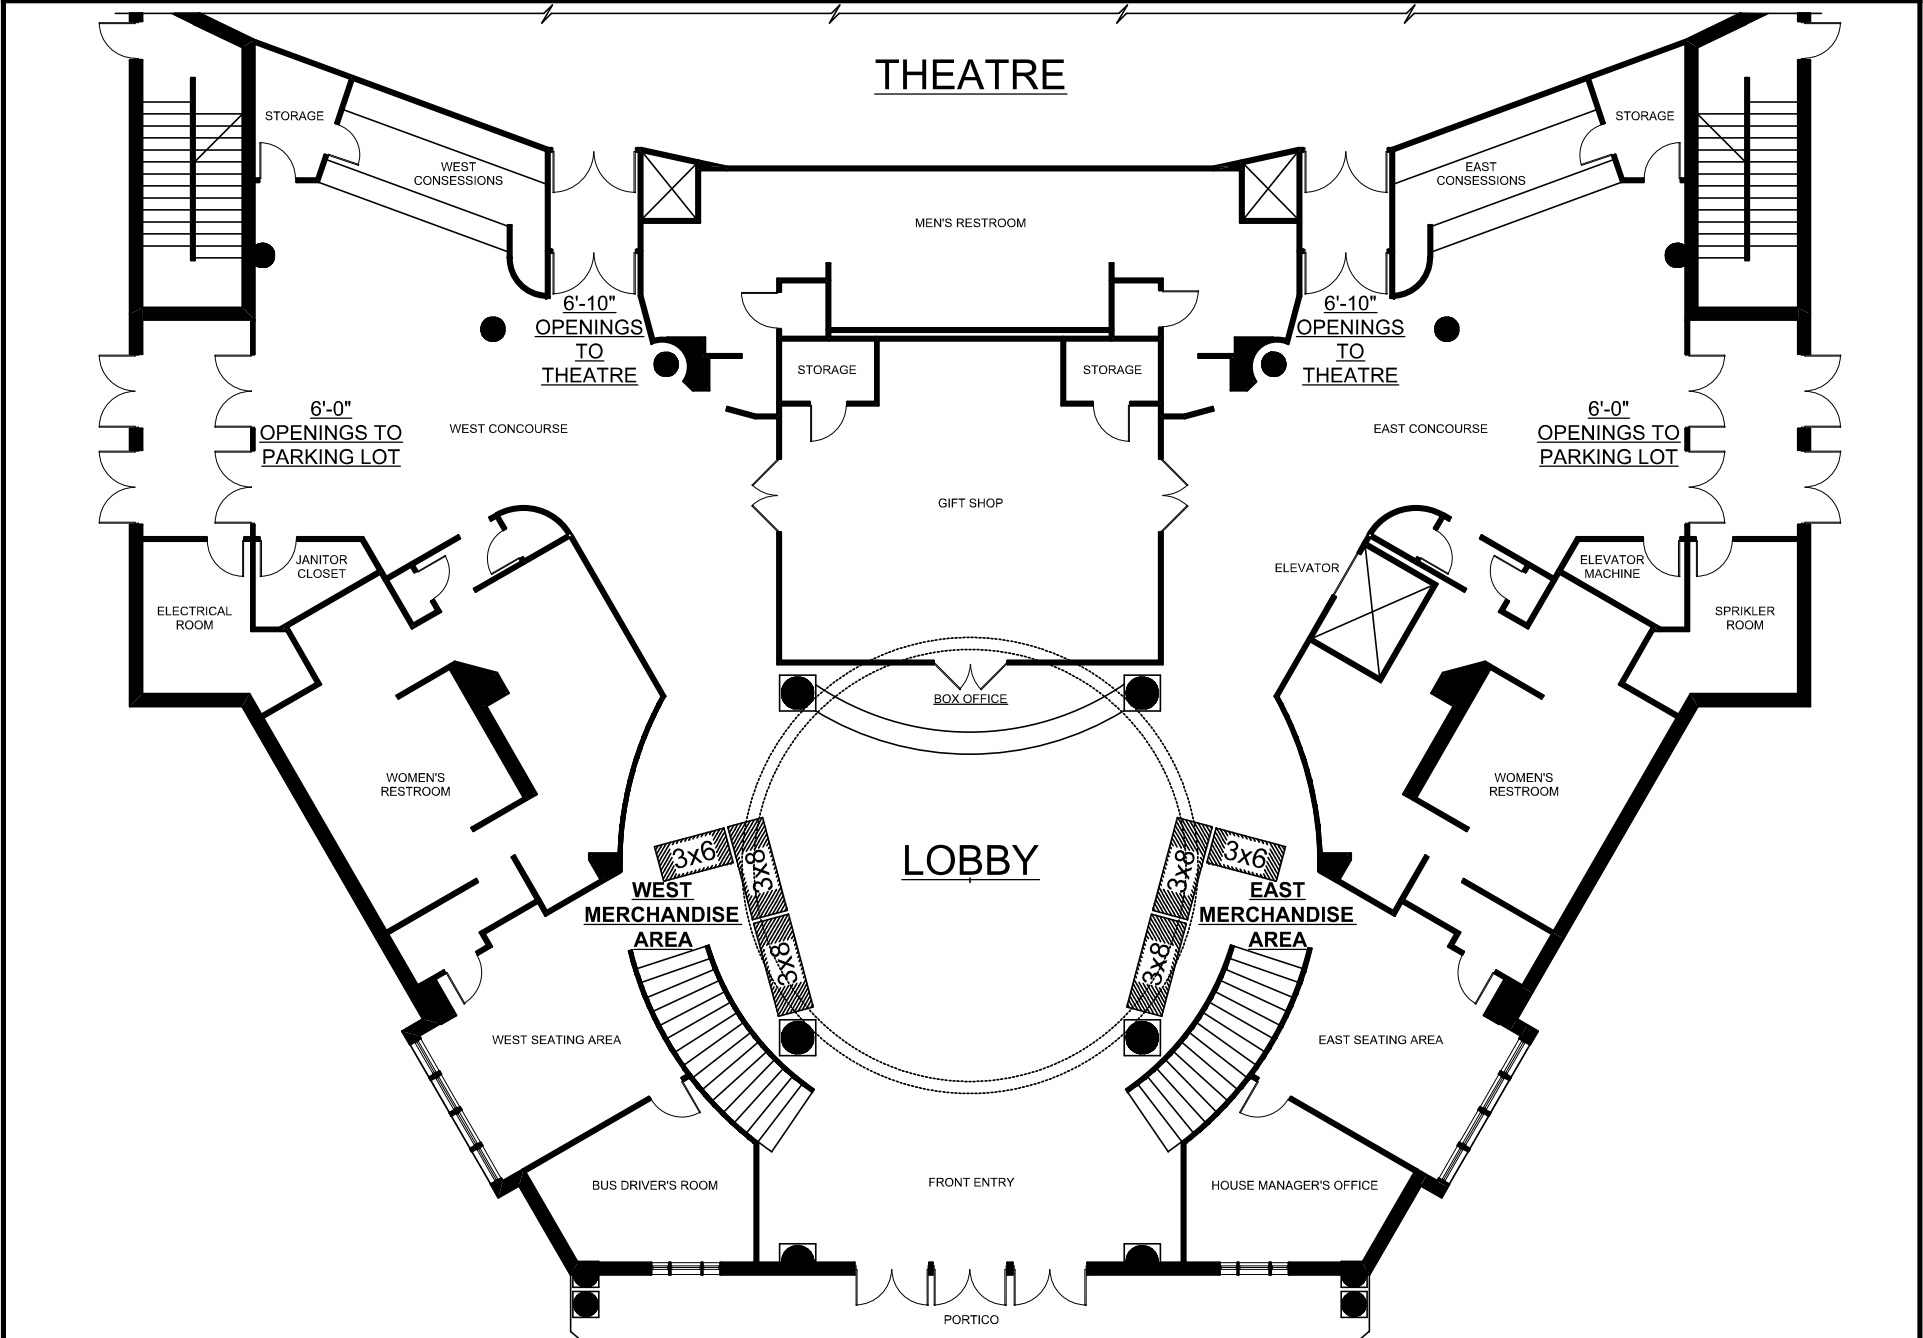 THEATRE
STORAGE
STORAGE
WEST
CONSESSIONS
EAST
CONSESSIONS
MEN'S RESTROOM
6'-10"
OPENINGS
TO
THEATRE
6'-10"
OPENINGS
TO
THEATRE
STORAGE
STORAGE
6'-0"
OPENINGS TO
PARKING LOT
WEST CONCOURSE
EAST CONCOURSE
6'-0"
OPENINGS TO
PARKING LOT
GIFT SHOP
JANITOR
CLOSET
ELEVATOR
ELEVATOR
MACHINE
ELECTRICAL
ROOM
SPRIKLER
ROOM
BOX OFFICE
WOMEN'S
RESTROOM
WOMEN'S
RESTROOM
3x6
3x8
3x8
LOBBY
3x8
3x6
3x8
WEST
MERCHANDISE
AREA
EAST
MERCHANDISE
AREA
WEST SEATING AREA
EAST SEATING AREA
BUS DRIVER'S ROOM
FRONT ENTRY
HOUSE MANAGER'S OFFICE
PORTICO